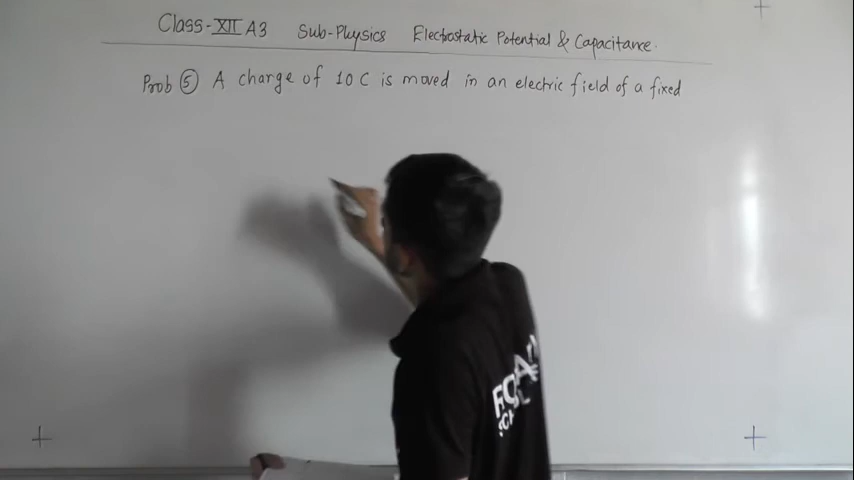 Class-XII A3 Sub-Physics Electrostatic Potential & Capacitance.
Prob ⑤ A charge of 10 C is moved in an electric field of a fixed